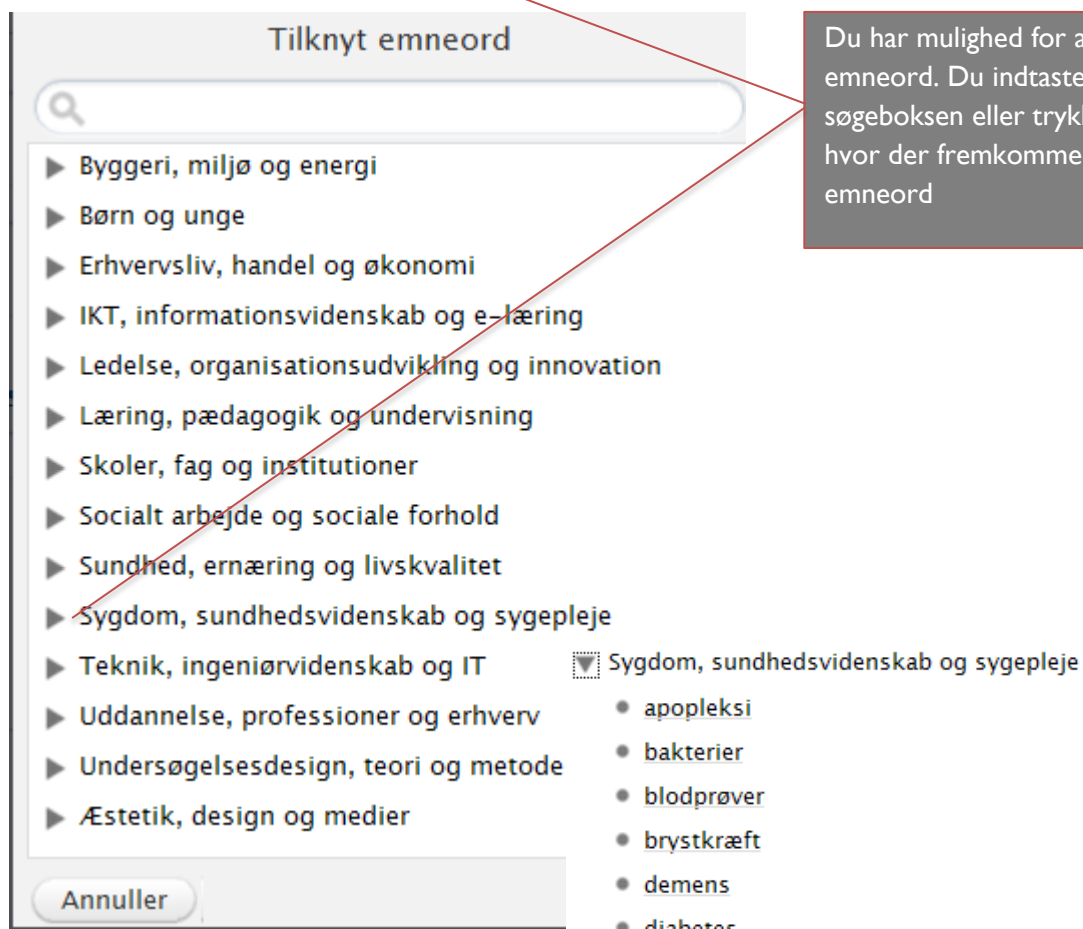 Tilknyt emneord
Byggeri, miljø og energi
Børn og unge
Erhvervsliv, handel og økonomi
IKT, informationsvidenskab og e-læring
Ledelse, organisationsudvikling og innovation
Læring, pædagogik og undervisning
Skoler, fag og institutioner
Socialt arbejde og sociale forhold
Sundhed, ernæring og livskvalitet
Sygdom, sundhedsvidenskab og sygepleje
Teknik, ingeniørvidenskab og IT
Uddannelse, professioner og erhverv
Undersøgelsesdesign, teori og metode
Æstetik, design og medier
Annuller
Du har mulighed for
emneord. Du
søgeboksen eller
hvor der
emneord
Sygdom, sundhedsvidenskab og sygepleje
apopleksi
bakterier
blodprøver
brystkræft
demens
diabetes